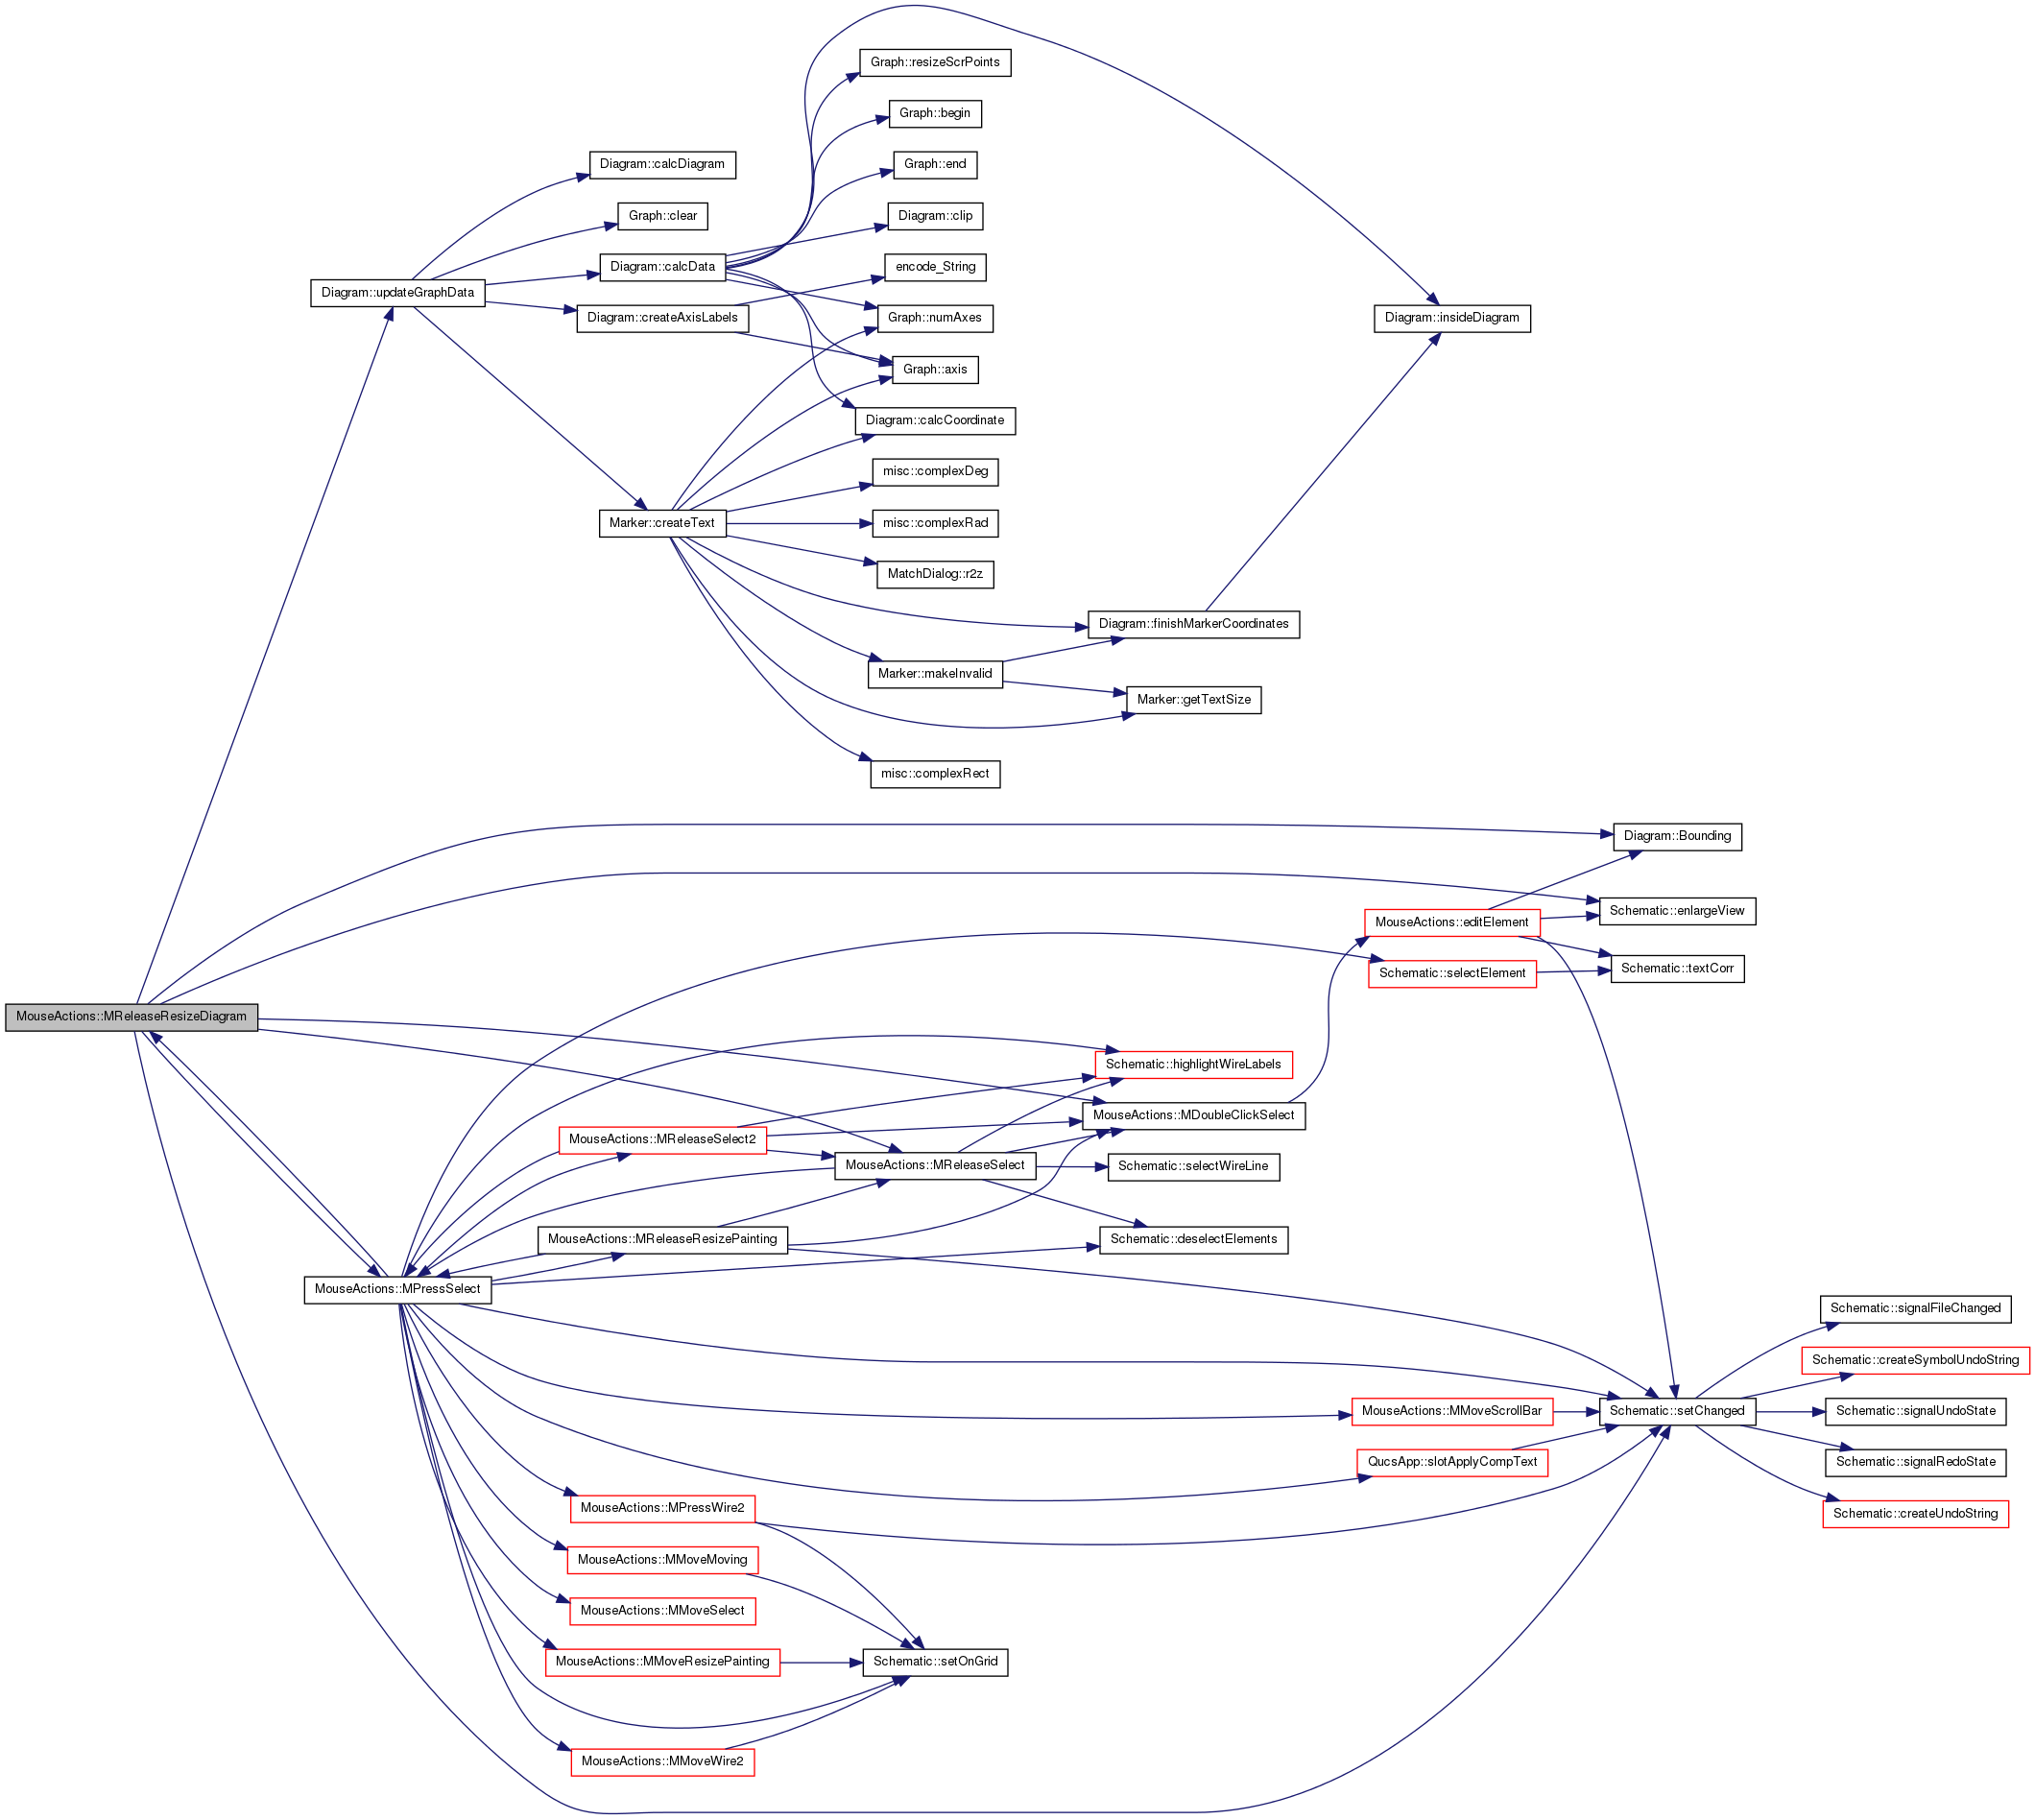 Graph::resizeScrPoints
Graph::begin
Diagram::calcDiagram
Graph::end
Graph::clear
Diagram::clip
Diagram::calcData
encode_String
Diagram::updateGraphData
Diagram::createAxisLabels
Graph::numAxes
Diagram::insideDiagram
Graph::axis
Diagram::calcCoordinate
misc::complexDeg
Marker::createText
misc::complexRad
MatchDialog::r2z
Diagram::finishMarkerCoordinates
Marker::makeInvalid
Marker::getTextSize
misc::complexRect
Diagram::Bounding
Schematic::enlargeView
MouseActions::editElement
Schematic::textCorr
Schematic::selectElement
MouseActions::MReleaseResizeDiagram
Schematic::highlightWireLabels
MouseActions::MDoubleClickSelect
MouseActions::MReleaseSelect2
MouseActions::MReleaseSelect
Schematic::selectWireLine
MouseActions::MReleaseResizePainting
Schematic::deselectElements
MouseActions::MPressSelect
Schematic::signalFileChanged
Schematic::createSymbolUndoString
MouseActions::MMoveScrollBar
Schematic::setChanged
Schematic::signalUndoState
QucsApp::slotApplyCompText
Schematic::signalRedoState
MouseActions::MPressWire2
Schematic::createUndoString
MouseActions::MMoveMoving
MouseActions::MMoveSelect
MouseActions::MMoveResizePainting
Schematic::setOnGrid
MouseActions::MMoveWire2